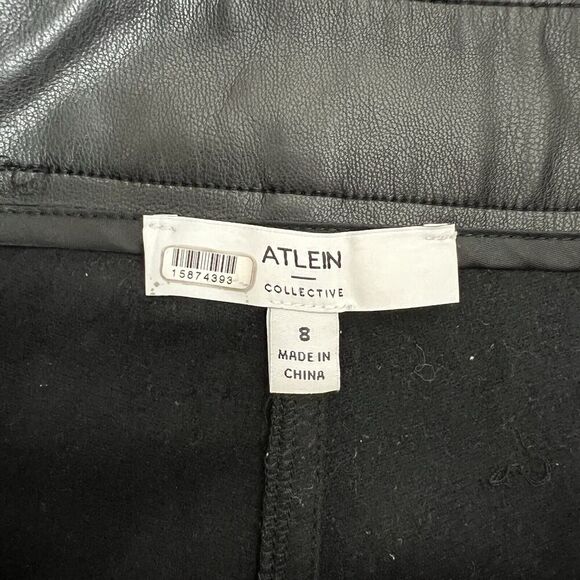 ATLEIN
COLLECTIVE
15874393
8
MADE IN
CHINA